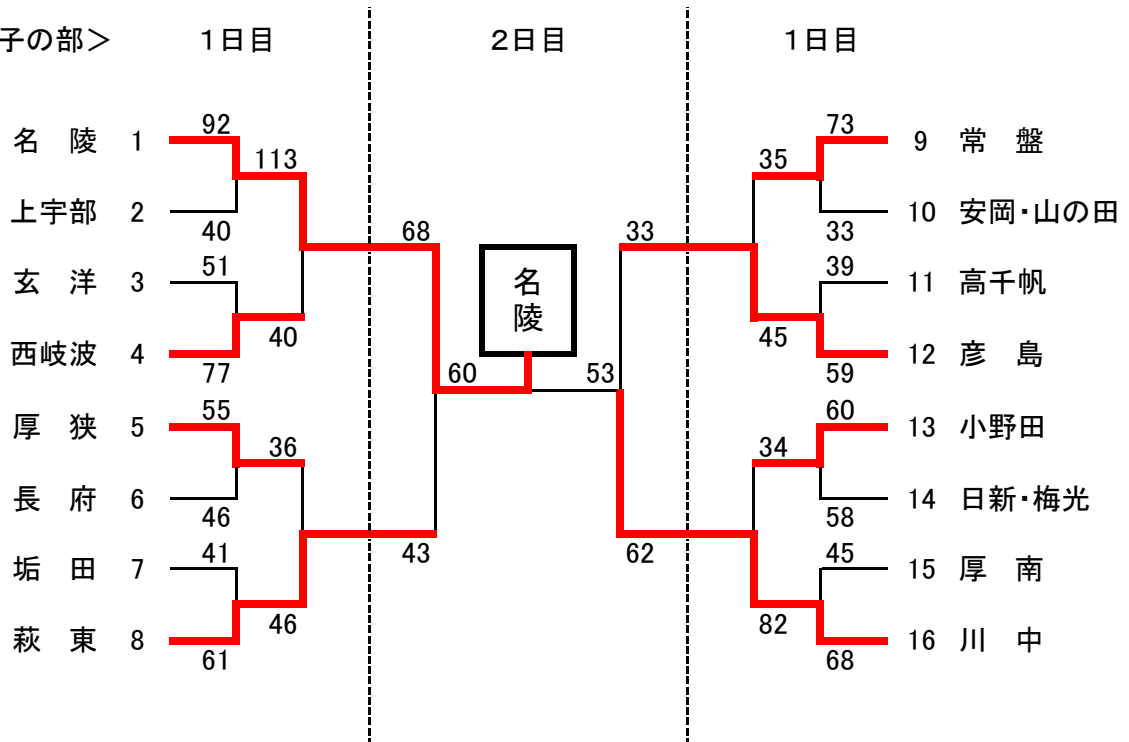 子の部＞ 1日目 2日目 1日目
92 73
名 陵 1 113 35 9 常 盤
上宇部 2 10 安岡・山の田
40 68 33 33
51 39
玄 洋 3 名陵 11 高千帆
40 45
西岐波 4 12 彦 島
77 60 53 59
55 60
厚 狭 5 13 小野田
36 34
長 府 6 14 日新・梅光
46 58
41 43 62 45
垢 田 7 15 厚 南
46 82
萩 東 8 16 川 中
61 68